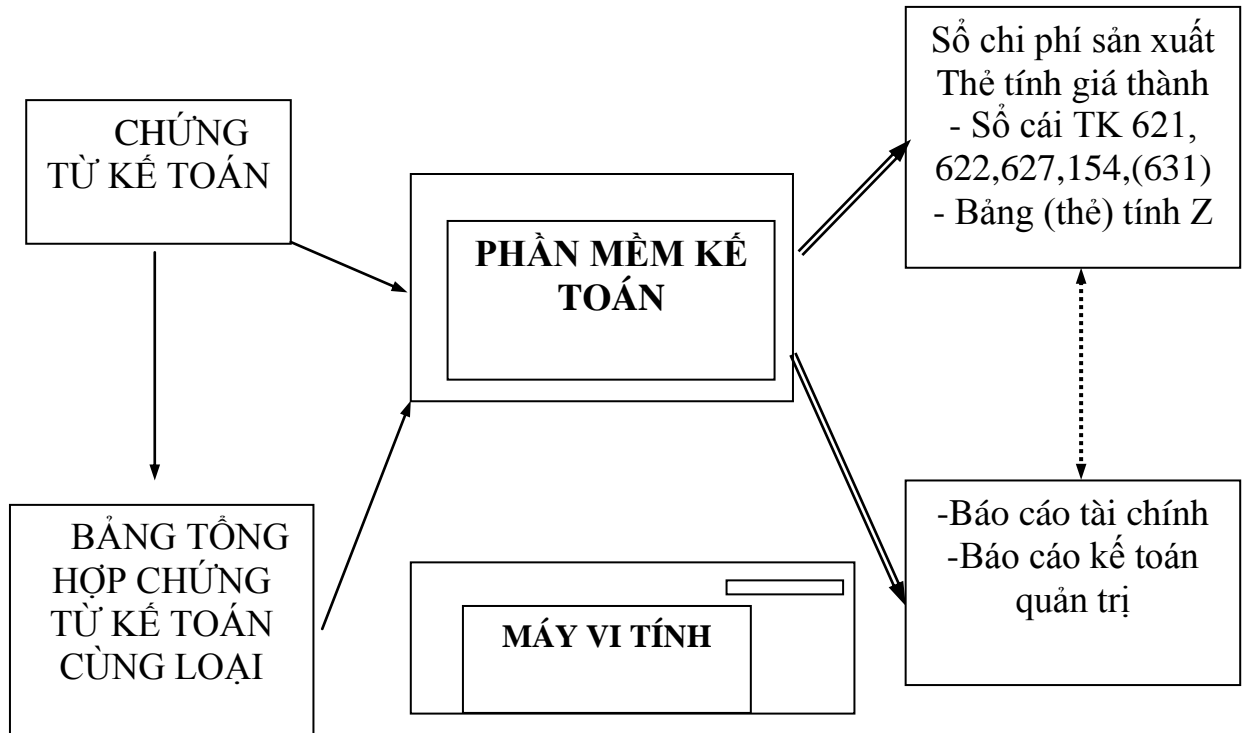 CHỨNG
TỪ KẾ TOÁN
BẢNG TỔNG
HỢP CHỨNG
TỪ KẾ TOÁN
CÙNG LOẠI
PHẦN MỀM KẾ
TOÁN
MÁY VI TÍNH
Sổ chi phí sản xuất
Thẻ tính giá thành
- Sổ cái TK 621,
622,627,154,(631)
- Bảng (thẻ) tính Z
-Báo cáo tài chính
-Báo cáo kế toán
quản trị